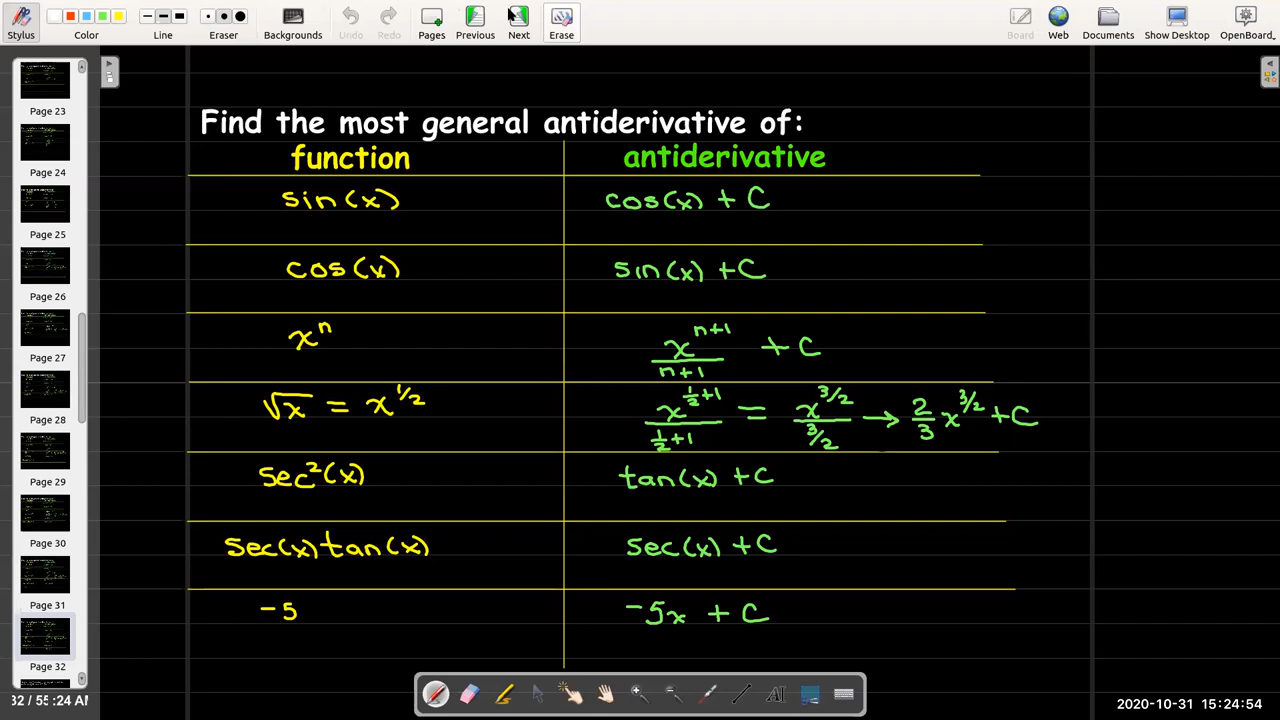 Stylus Color Line Eraser Backgrounds Undo Redo Pages Previous Next Erase Board Web Documents Show Desktop OpenBoard
Page 23
Page 24
Page 25
Page 26
Page 27
Page 28
Page 29
Page 30
Page 31
Page 32
Find the most general antiderivative of:
function antiderivative
sin(x) cos(x) + C
cos(x) sin(x) + C
x^n x^{n+1}/(n+1) + C
√x = x^{1/2} x^{1/2+1}/(1/2+1) = x^{3/2}/(3/2) → 2/3 x^{3/2} + C
sec²(x) tan(x) + C
sec(x)tan(x) sec(x) + C
-5 -5x + C
32 / 55:24 AM
2020-10-31 15:24:54